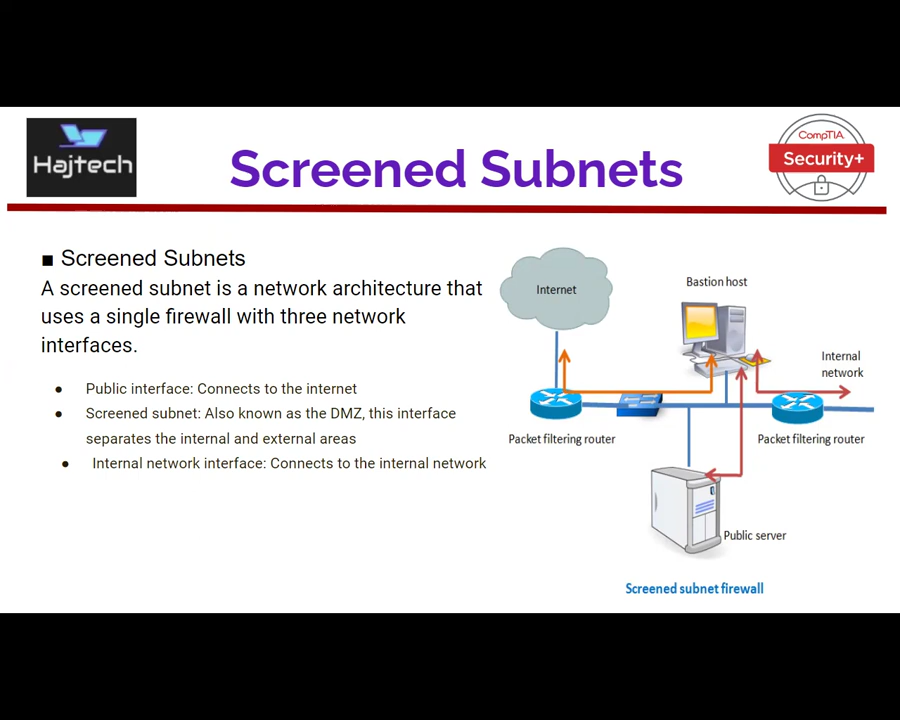 Hajtech
Screened Subnets
CompTIA
Security+
■ Screened Subnets
A screened subnet is a network architecture that
uses a single firewall with three network
interfaces.
● Public interface: Connects to the internet
● Screened subnet: Also known as the DMZ, this interface
separates the internal and external areas
● Internal network interface: Connects to the internal network
Internet
Bastion host
Internal
network
Packet filtering router
Packet filtering router
Public server
Screened subnet firewall